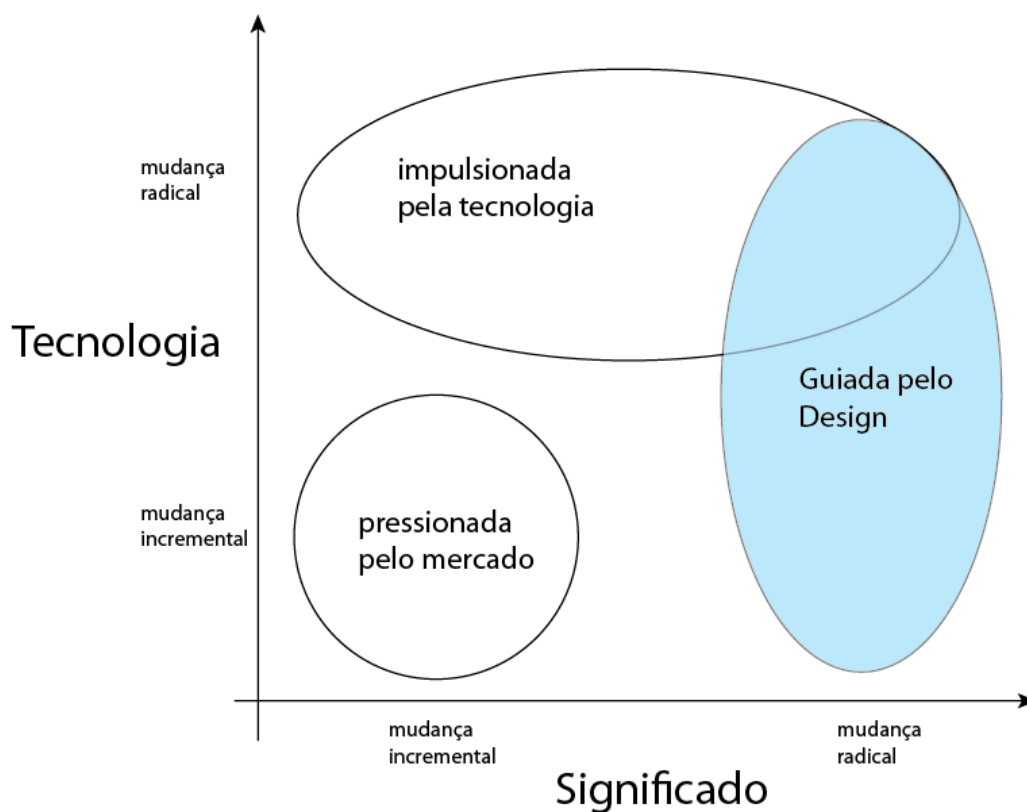 mudança
radical
impulsionada
pela tecnologia
Tecnologia
Guiada pelo
Design
mudança
incremental
pressionada
pelo mercado
mudança
incremental
mudança
radical
Significado